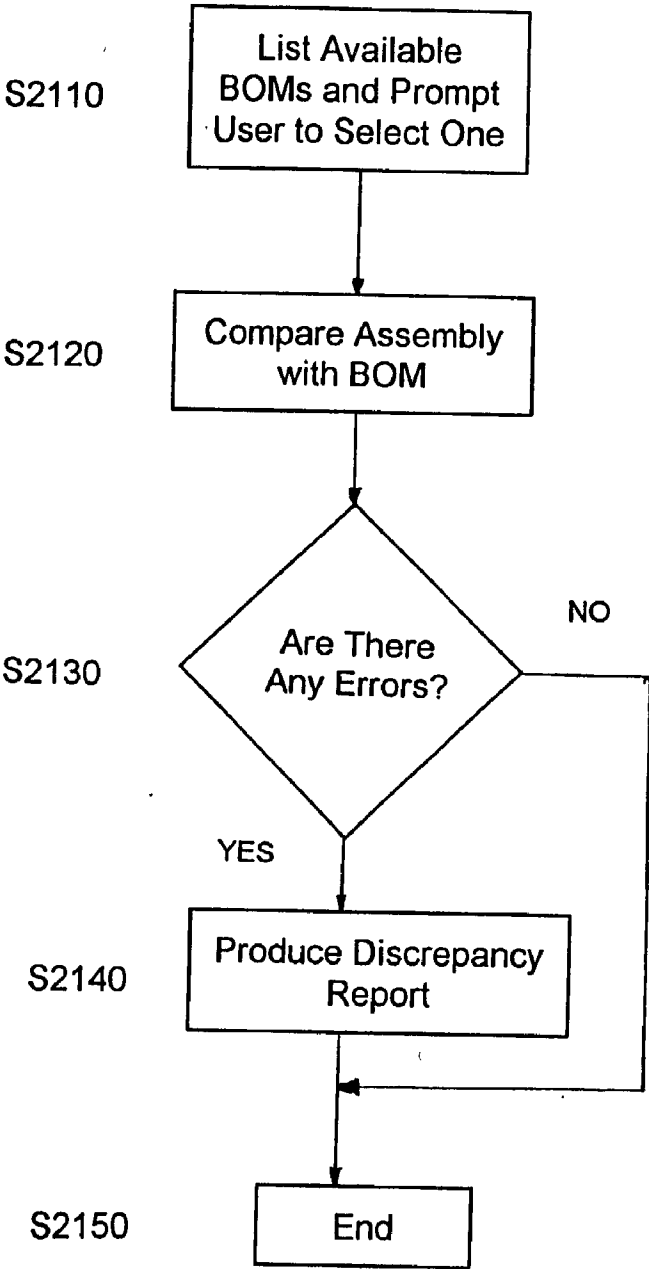 S2110
List Available
BOMs and Prompt
User to Select One
S2120
Compare Assembly
with BOM
S2130
Are There
Any Errors?
NO
YES
S2140
Produce Discrepancy
Report
S2150
End